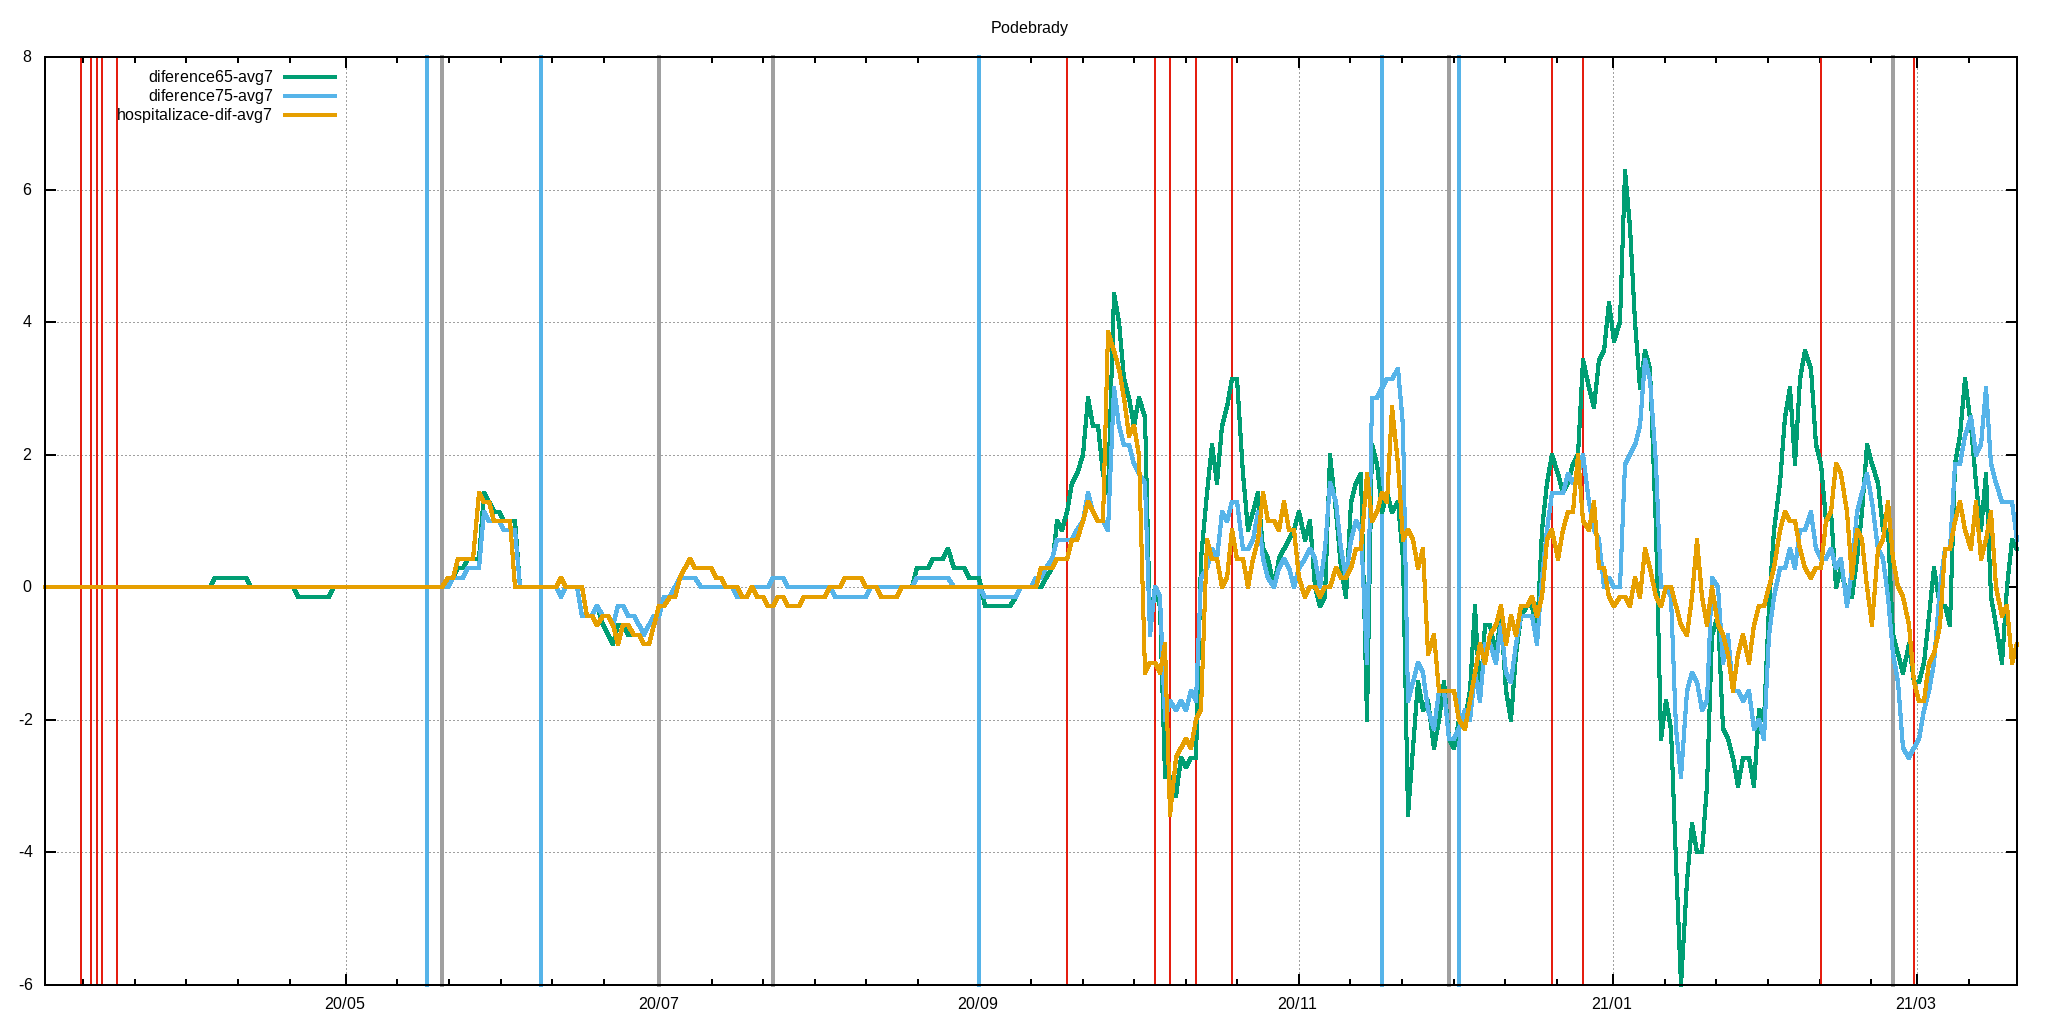 Podebrady
diference65-avg7
diference75-avg7
hospitalizace-dif-avg7
8
6
4
2
0
-2
-4
-6
20/05 20/07 20/09 20/11 21/01 21/03